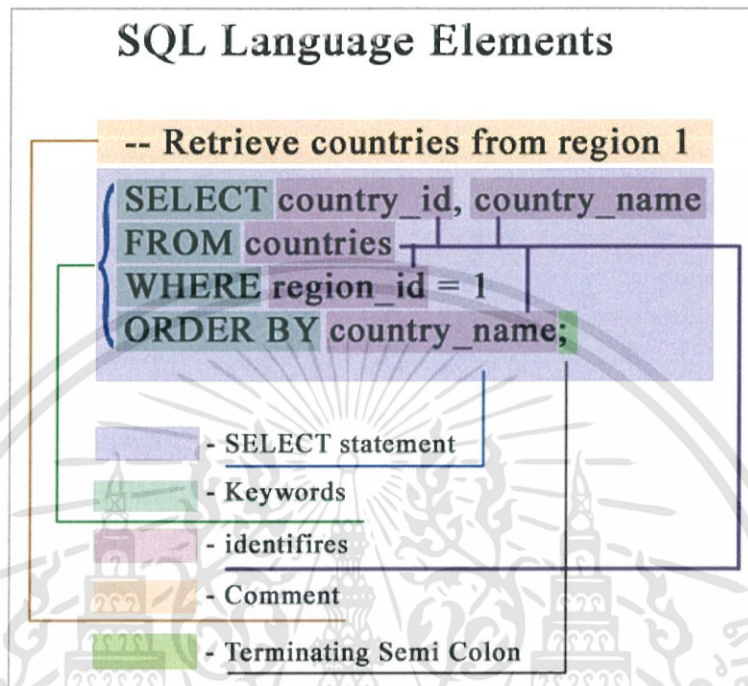 SQL Language Elements
-- Retrieve countries from region 1
SELECT country_id, country_name
FROM countries
WHERE region_id = 1
ORDER BY country_name;
- SELECT statement
- Keywords
- identifires
- Comment
- Terminating Semi Colon